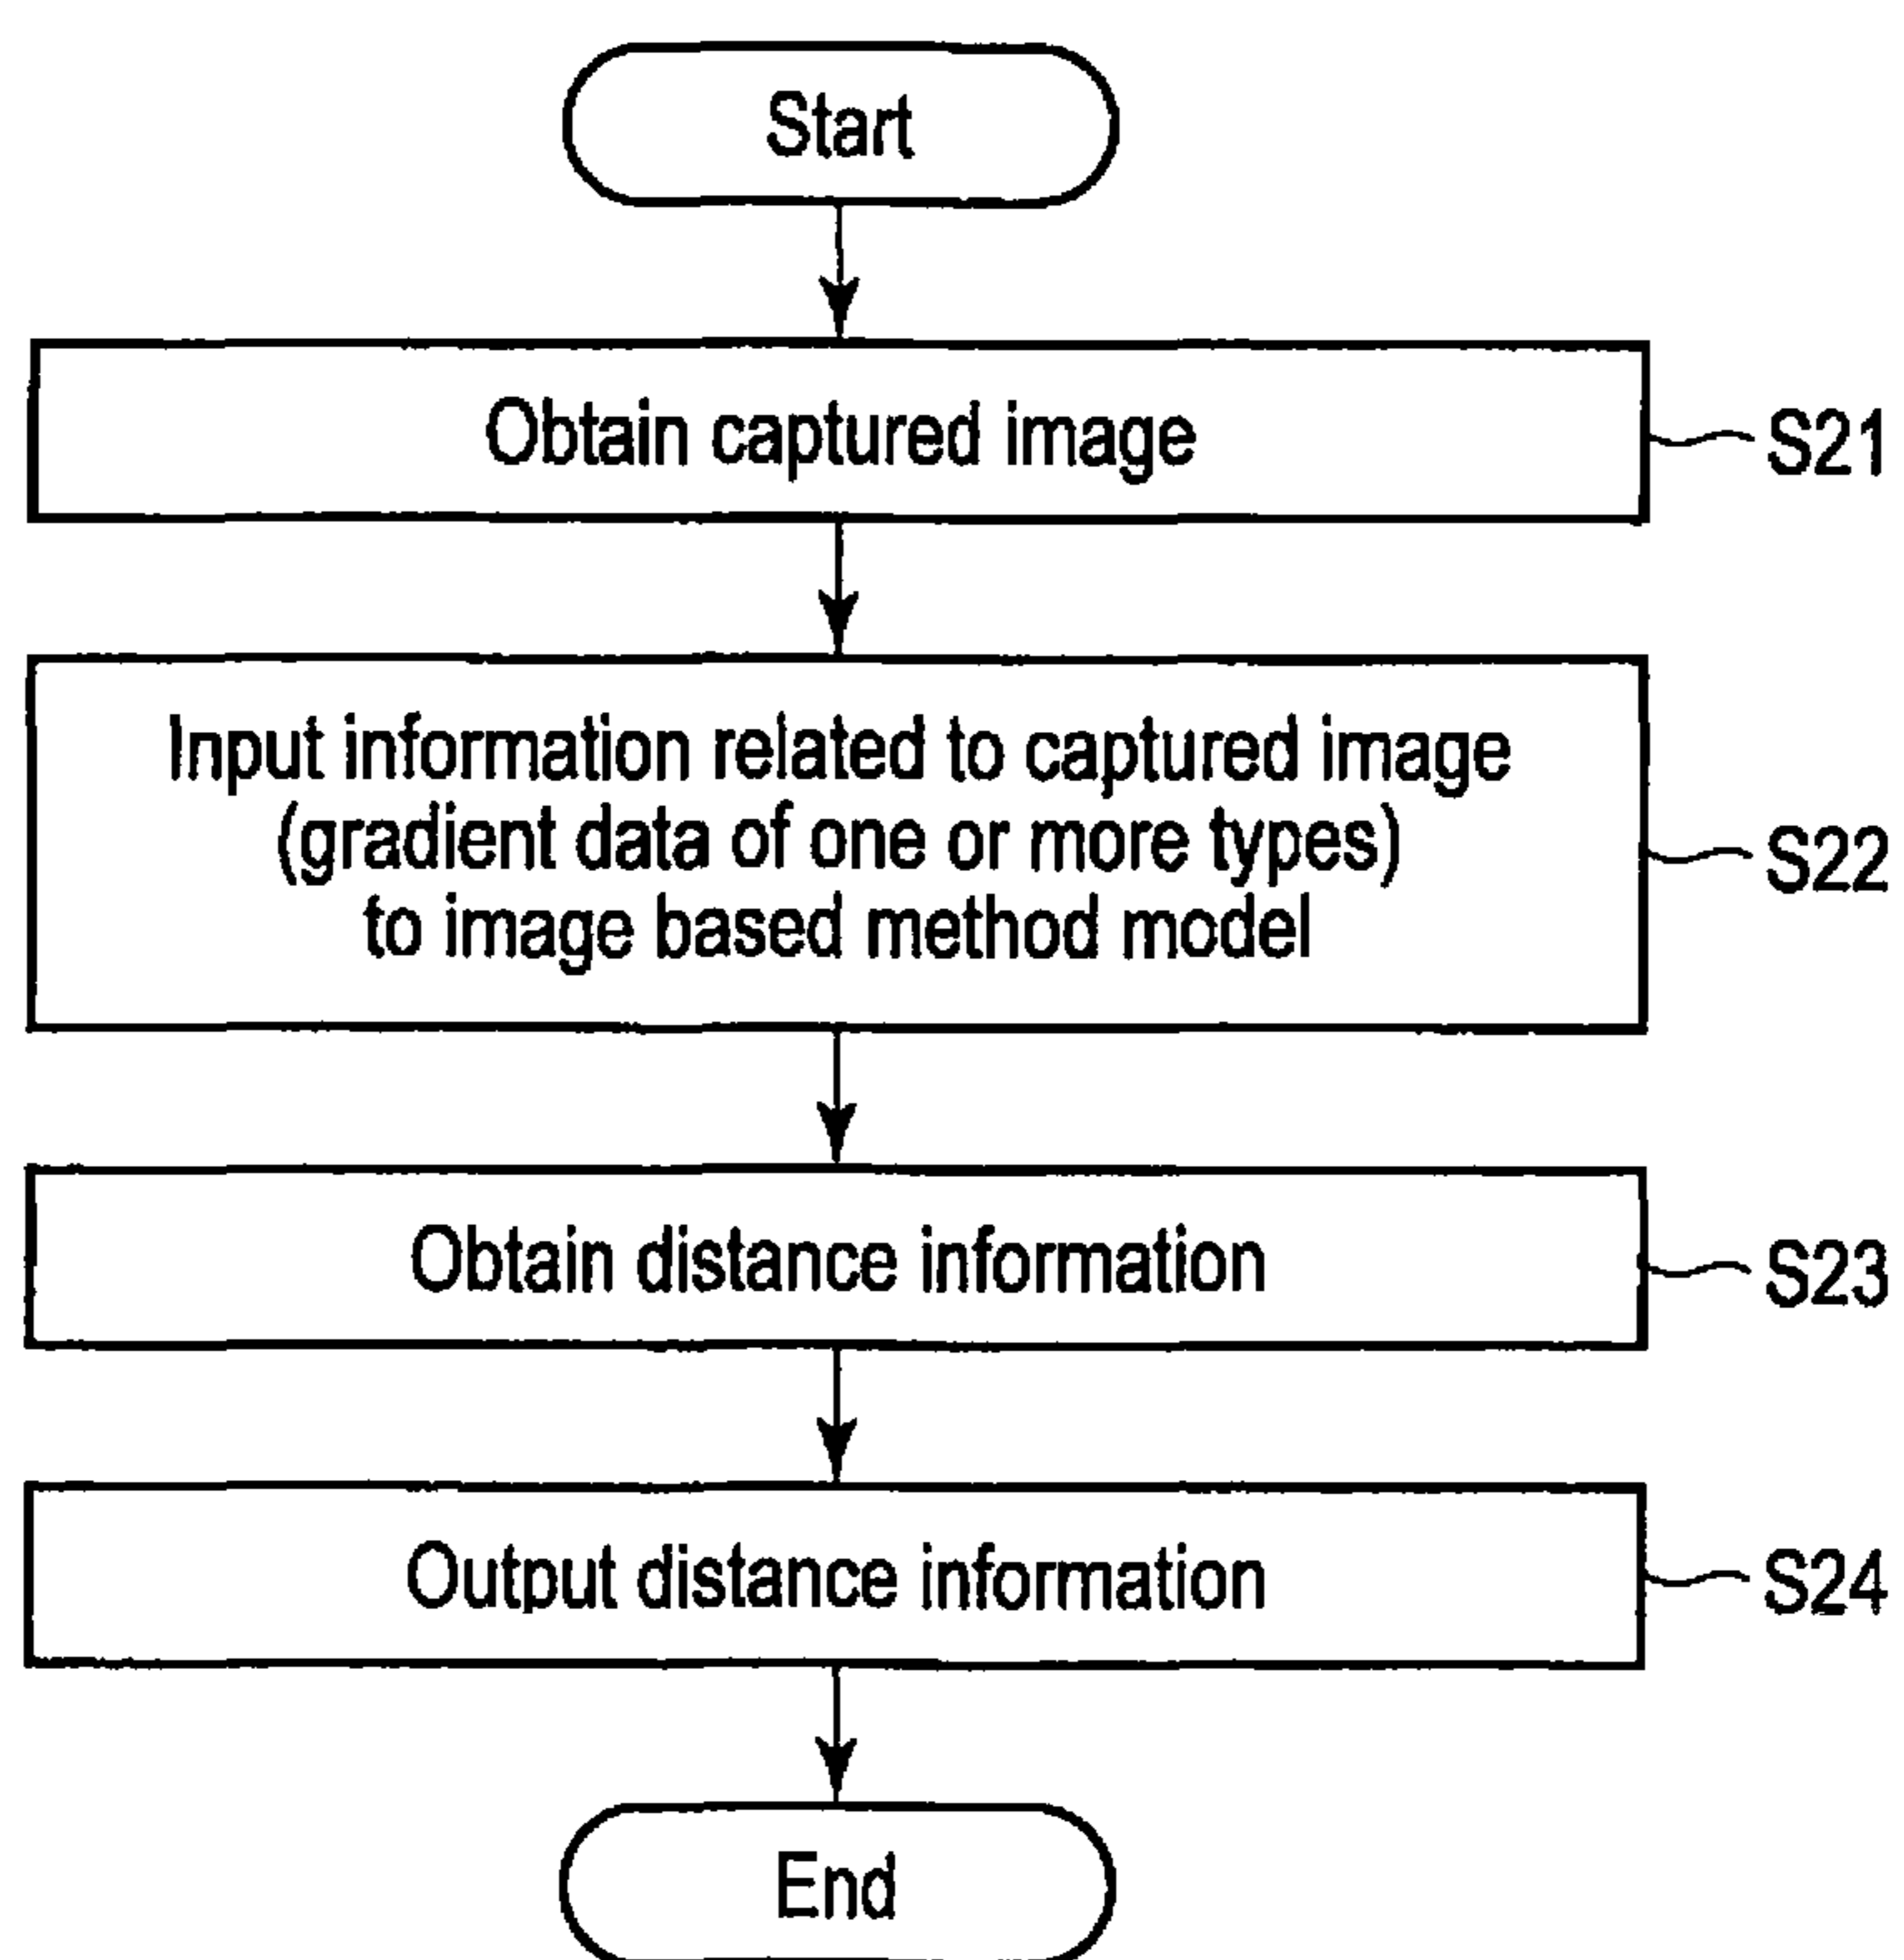 Start
Obtain captured image
S21
Input information related to captured image
(gradient data of one or more types)
to image based method model
S22
Obtain distance information
S23
Output distance information
S24
End